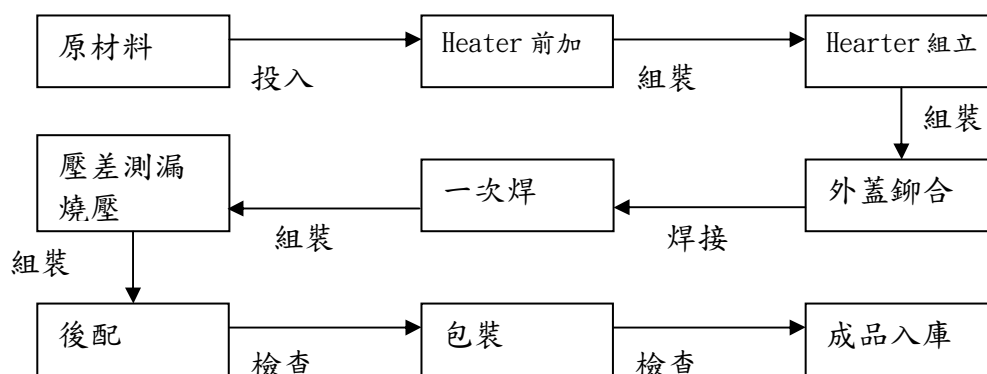 原材料
投入
Heater 前加
組裝
Hearter 組立
組裝
外蓋鉚合
焊接
一次焊
組裝
壓差測漏
燒壓
組裝
後配
檢查
包裝
檢查
成品入庫